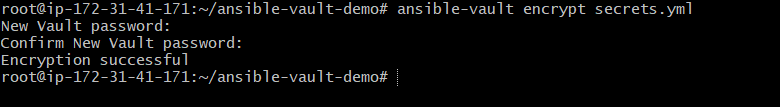 root@ip-172-31-41-171:~/ansible-vault-demo# ansible-vault encrypt secrets.yml
New Vault password:
Confirm New Vault password:
Encryption successful
root@ip-172-31-41-171:~/ansible-vault-demo#